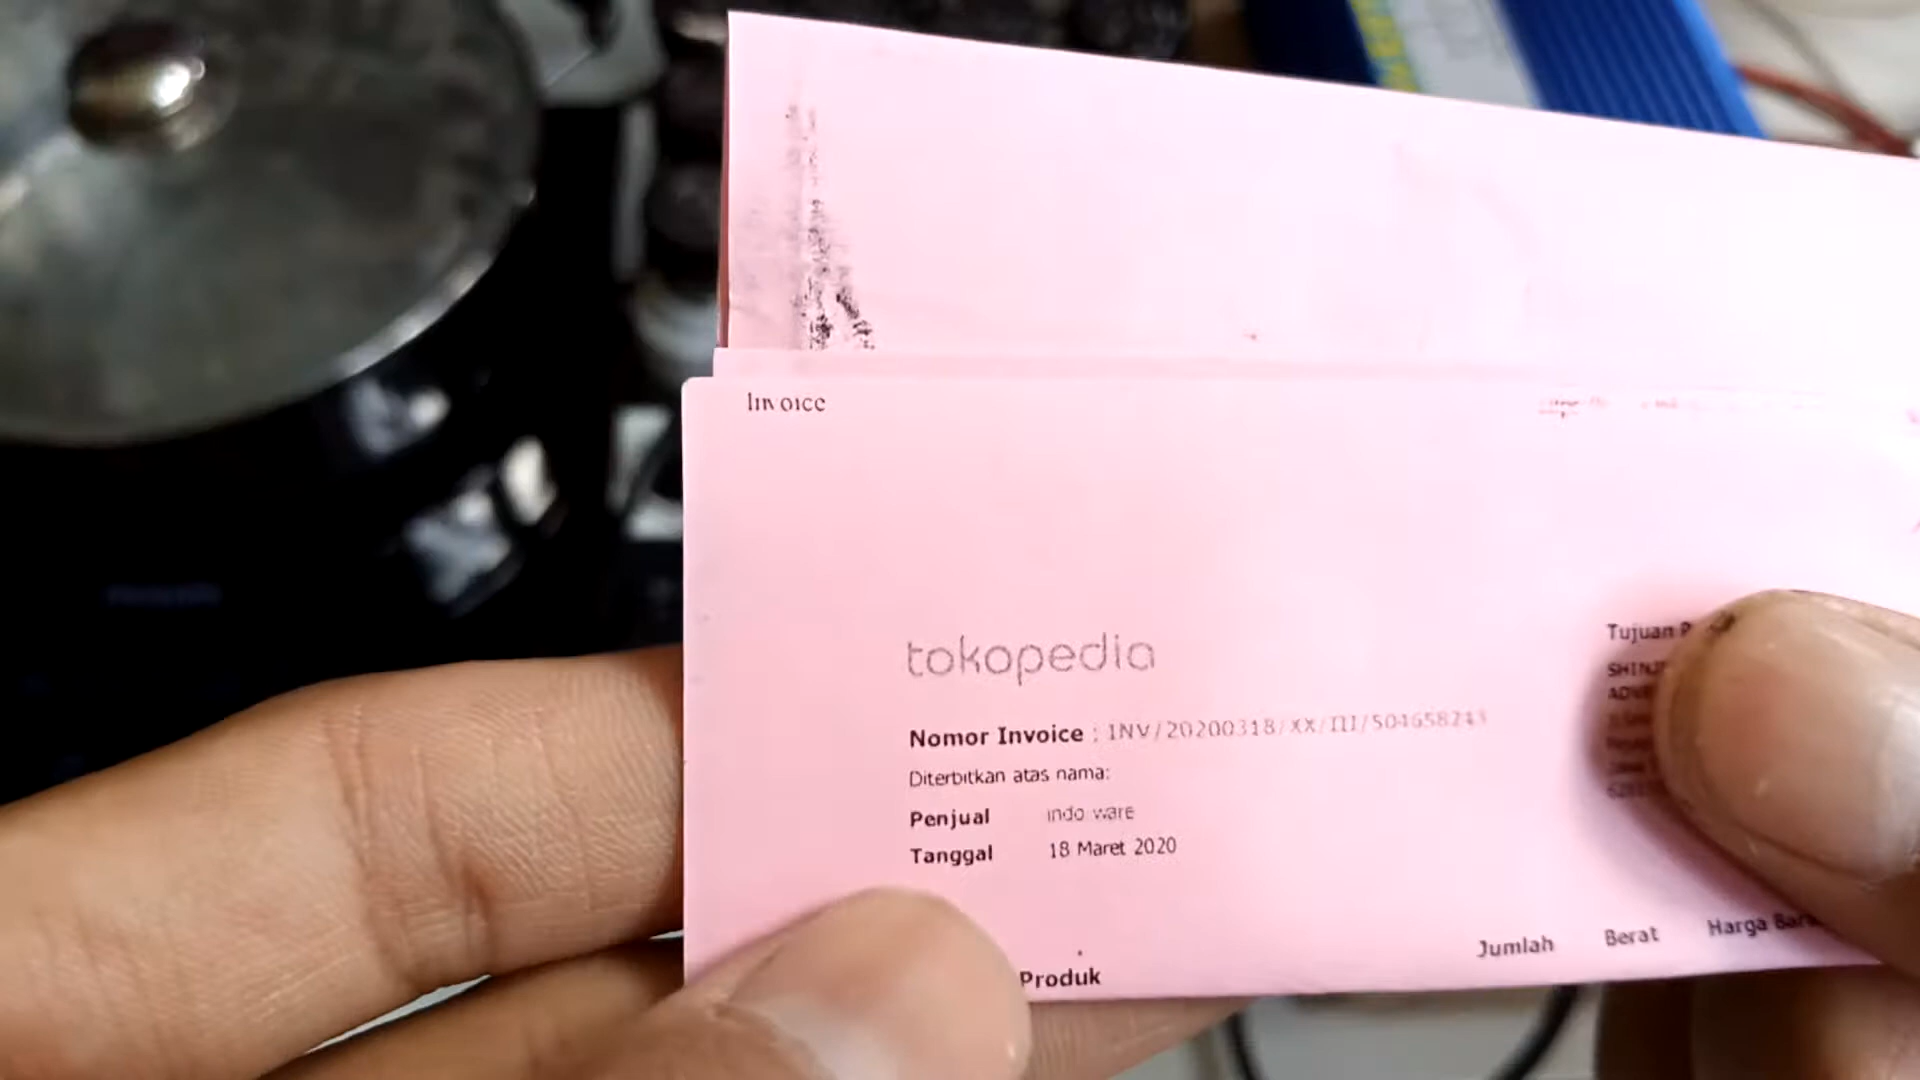 Invoice
tokopedia
Nomor Invoice : INV/20200318/XX/III/504658243
Diterbitkan atas nama:
Penjual indo ware
Tanggal 18 Maret 2020
Tujuan
Produk Jumlah Berat Harga